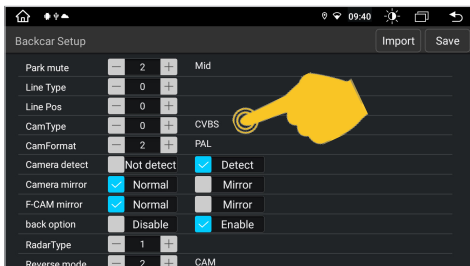 09:40
Backcar Setup Import Save
Park mute — 2 + Mid
Line Type — 0 +
Line Pos — 0 +
CamType — 0 + CVBS
CamFormat — 2 + PAL
Camera detect Not detect Detect
Camera mirror Normal Mirror
F-CAM mirror Normal Mirror
back option Disable Enable
RadarType — 1 +
Reverse mode — 2 + CAM